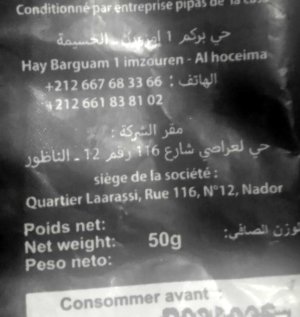 Conditionné par entreprise pipas de la
حي بركم 1 امزورن - الحسيمة
Hay Barguam 1 imzouren - Al hoceima
الهاتف : +212 667 68 33 66
+212 661 83 81 02
مقر الشركة :
حي لعراصي شارع 116 رقم 12 - الناظور
siège de la société :
Quartier Laarassi, Rue 116, N°12, Nador
Poids net:
Net weight: 50g الوزن الصافي:
Peso neto:
Consommer avant :